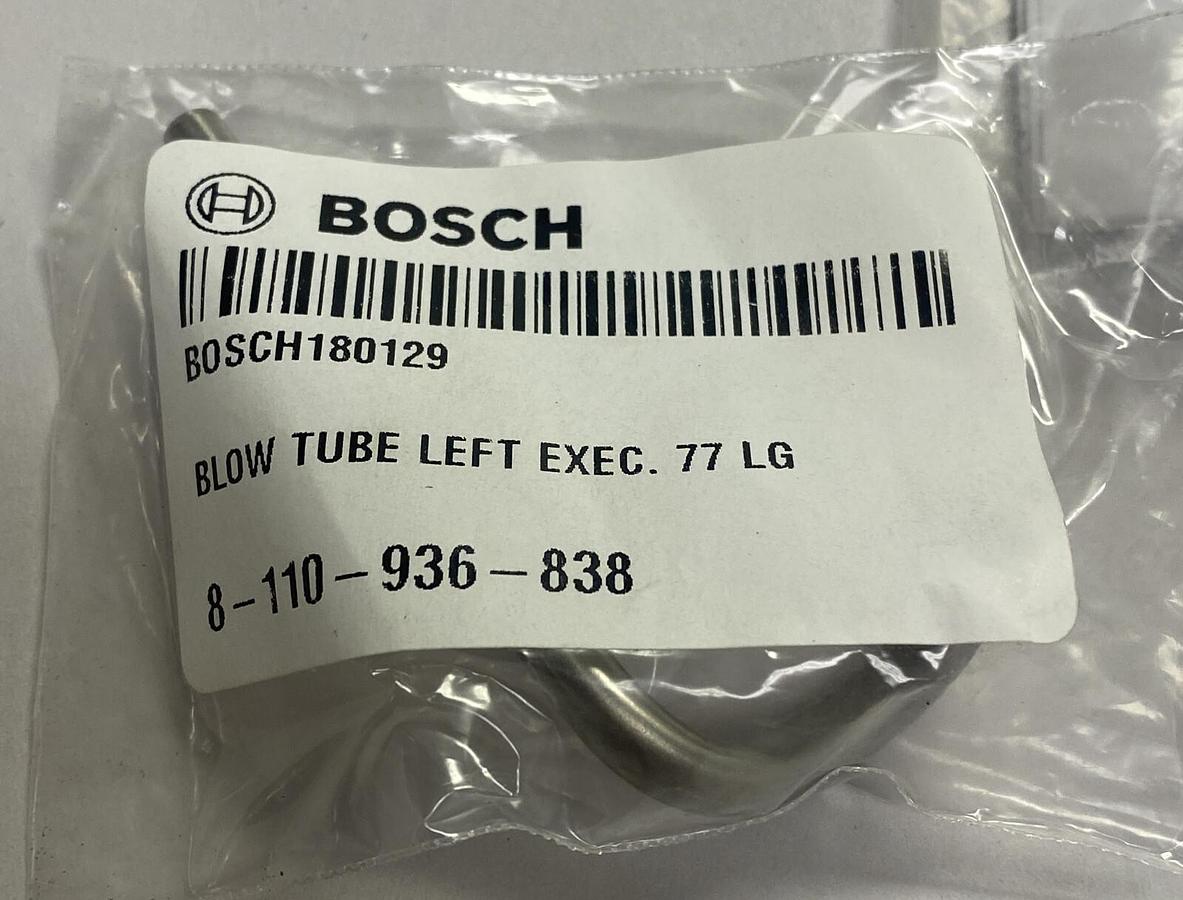 BOSCH
BOSCH180129
BLOW TUBE LEFT EXEC. 77 LG
8-110-936-838